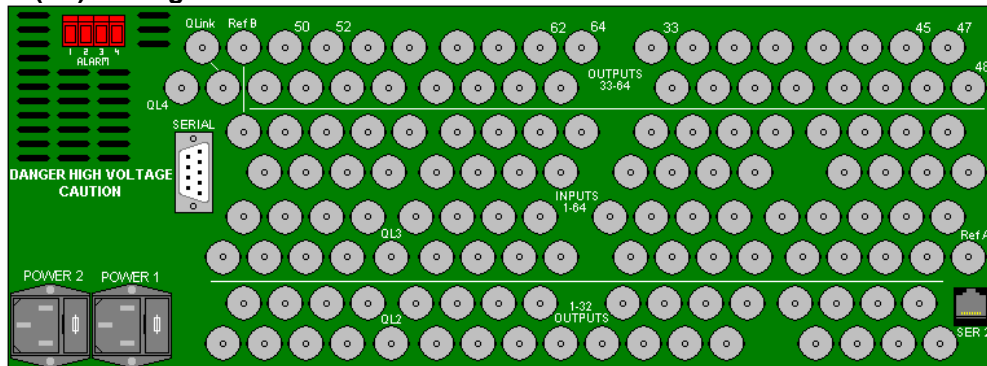 QLink Ref B 50 52 62 64 33 45 47
1 2 3 4
ALARM
48
OUTPUTS
33-64
QL4
SERIAL
DANGER HIGH VOLTAGE
CAUTION
INPUTS
1-64
QL3
Ref A
POWER 2 POWER 1
1-32
OUTPUTS
QL2
SER 2